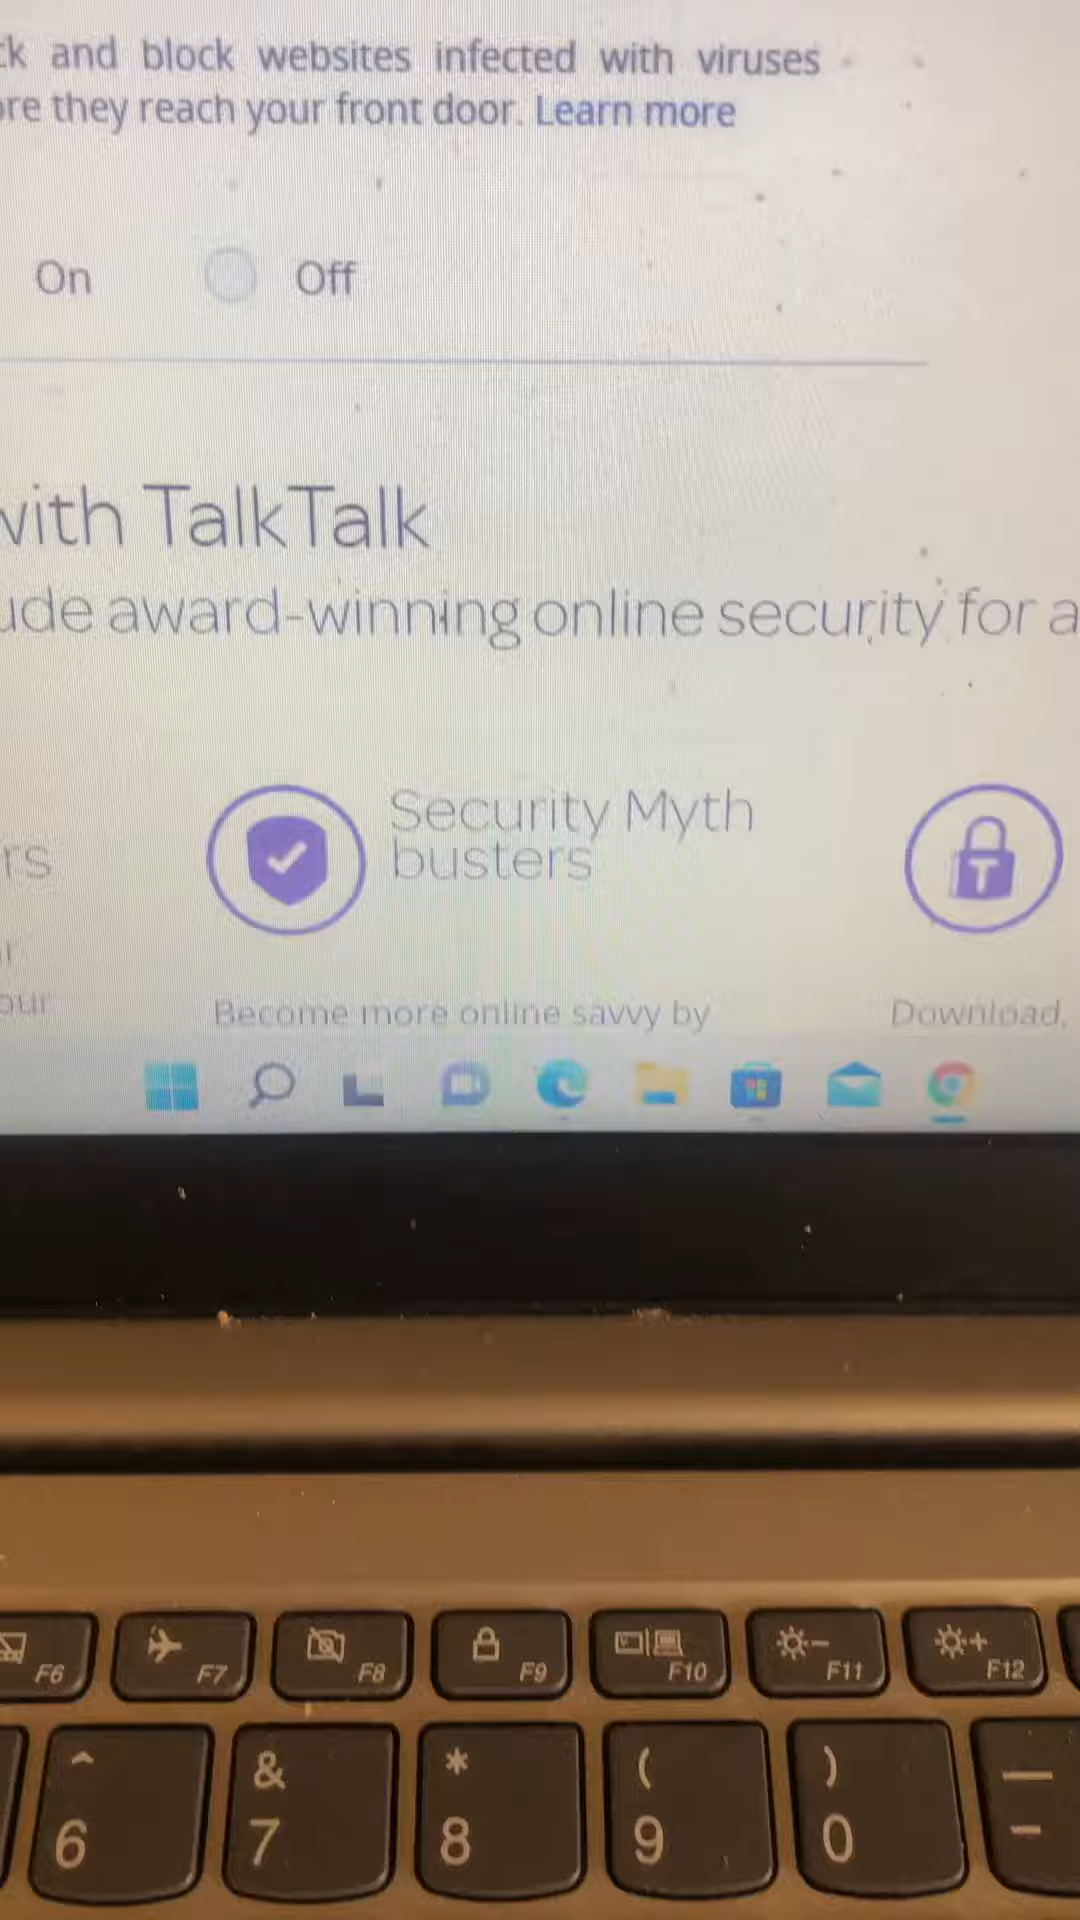 and block websites infected with viruses
they reach your front door. Learn more
On Off
with TalkTalk
award-winning online security for
Security Myth
busters
Become more online savvy by
Download,
T
F6 F7 F8 F9 F10 F11 F12
^ & * ( ) —
6 7 8 9 0 -